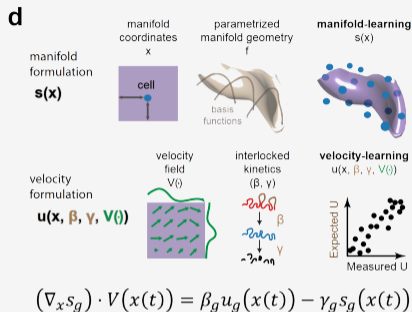 d
manifold
coordinates
x
parametrized
manifold geometry
f
manifold-learning
s(x)
manifold
formulation
s(x)
cell
basis
functions
velocity
formulation
u(x, β, γ, V(·))
velocity
field
V(·)
interlocked
kinetics
(β, γ)
β
γ
velocity-learning
u(x, β, γ, V(·))
Expected U
Measured U
(∇ₓs_g) · V(x(t)) = β_g u_g(x(t)) − γ_g s_g(x(t))